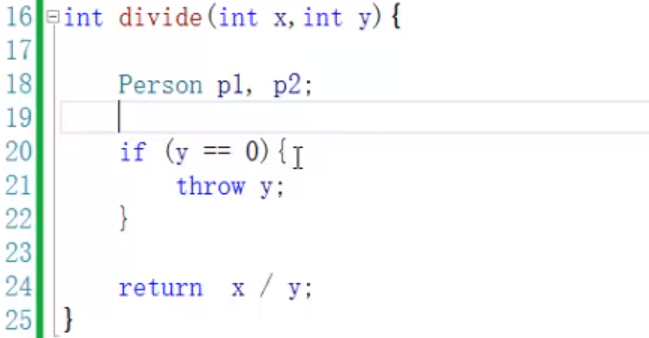 16 int divide(int x,int y){
17
18 Person p1, p2;
19
20 if (y == 0){
21 throw y;
22 }
23
24 return x / y;
25 }